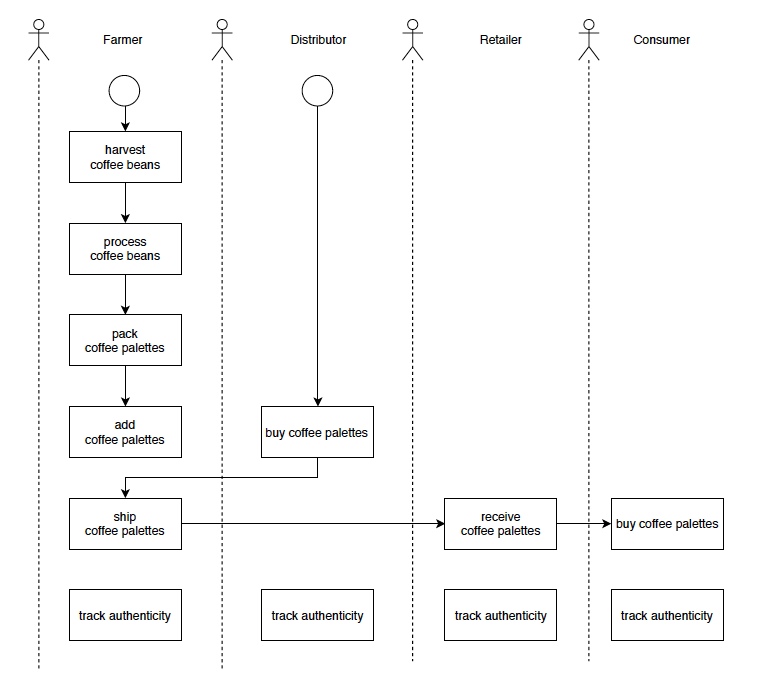 Farmer
Distributor
Retailer
Consumer
harvest
coffee beans
process
coffee beans
pack
coffee palettes
add
coffee palettes
buy coffee palettes
ship
coffee palettes
receive
coffee palettes
buy coffee palettes
track authenticity
track authenticity
track authenticity
track authenticity